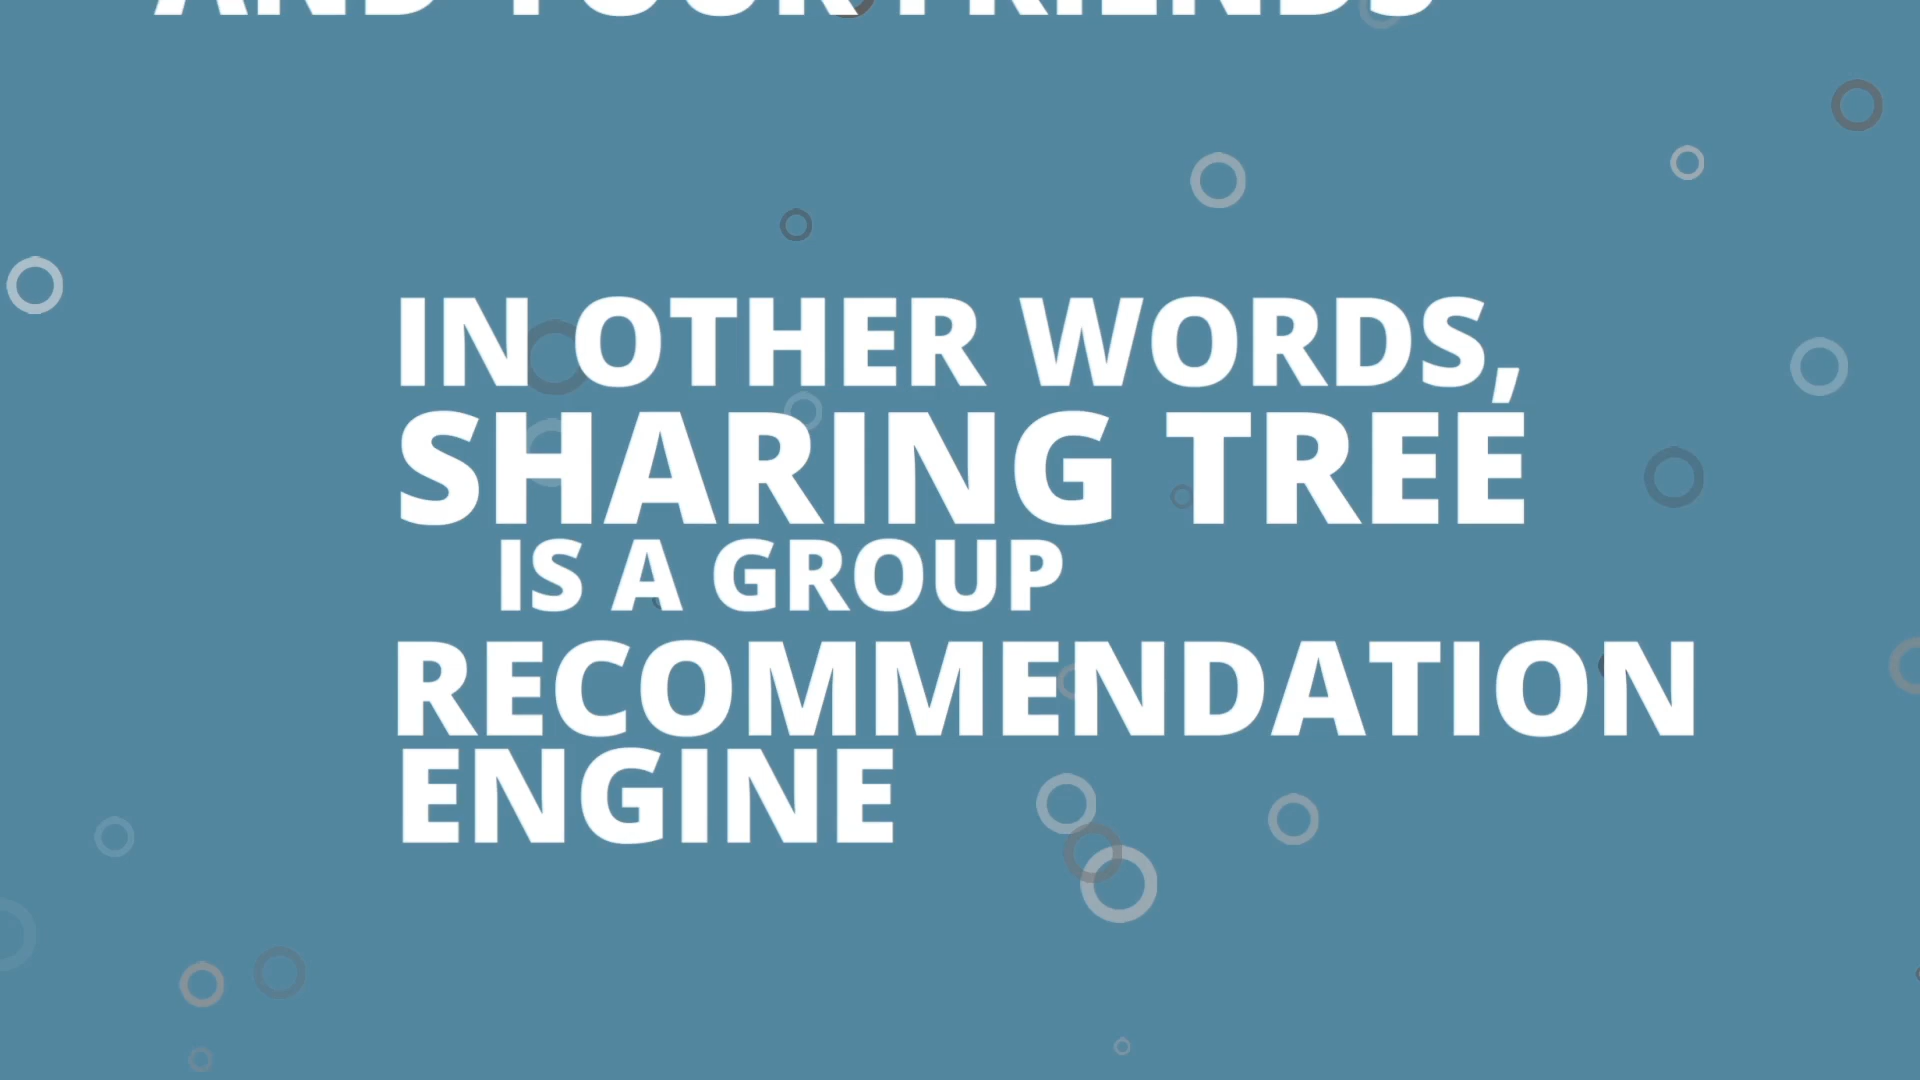 AND YOUR FRIENDS
IN OTHER WORDS,
SHARING TREE
IS A GROUP
RECOMMENDATION
ENGINE